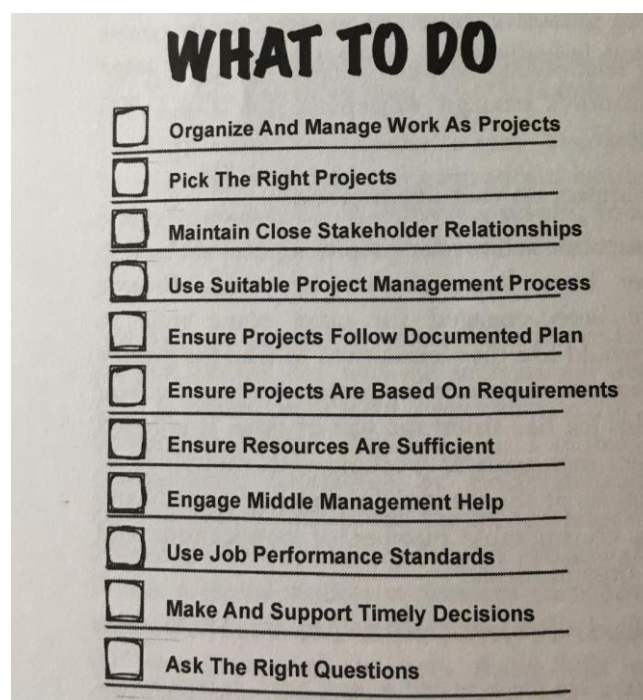 WHAT TO DO
Organize And Manage Work As Projects
Pick The Right Projects
Maintain Close Stakeholder Relationships
Use Suitable Project Management Process
Ensure Projects Follow Documented Plan
Ensure Projects Are Based On Requirements
Ensure Resources Are Sufficient
Engage Middle Management Help
Use Job Performance Standards
Make And Support Timely Decisions
Ask The Right Questions